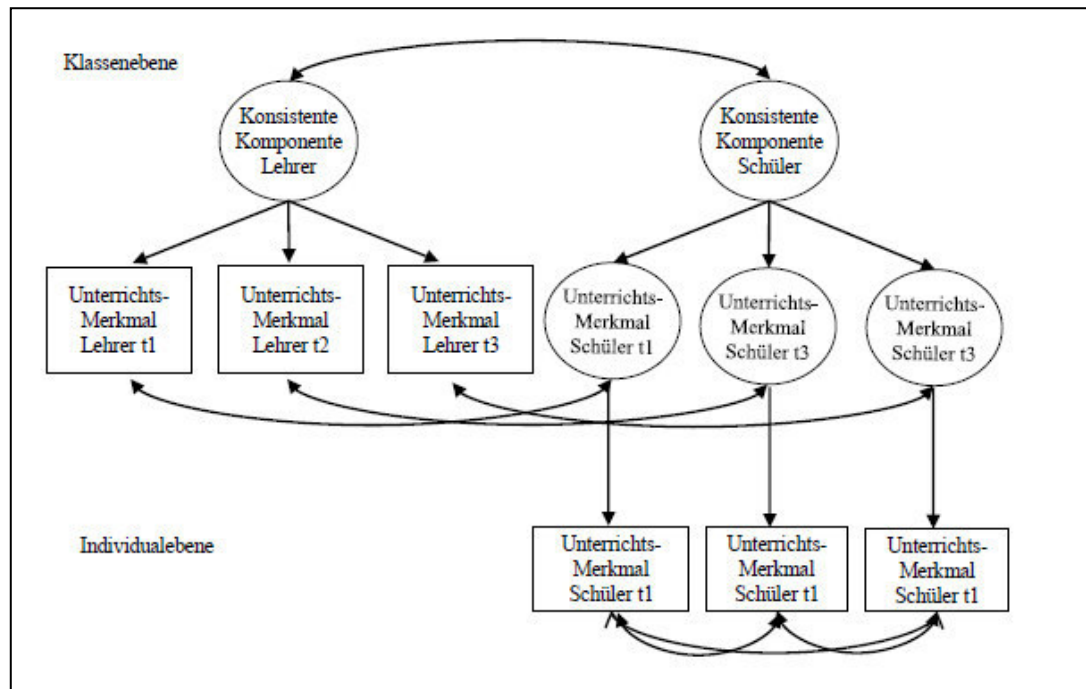 Klassenebene
Konsistente
Komponente
Lehrer
Konsistente
Komponente
Schüler
Unterrichts-
Merkmal
Lehrer t1
Unterrichts-
Merkmal
Lehrer t2
Unterrichts-
Merkmal
Lehrer t3
Unterrichts-
Merkmal
Schüler t1
Unterrichts-
Merkmal
Schüler t3
Unterrichts-
Merkmal
Schüler t3
Individualebene
Unterrichts-
Merkmal
Schüler t1
Unterrichts-
Merkmal
Schüler t1
Unterrichts-
Merkmal
Schüler t1